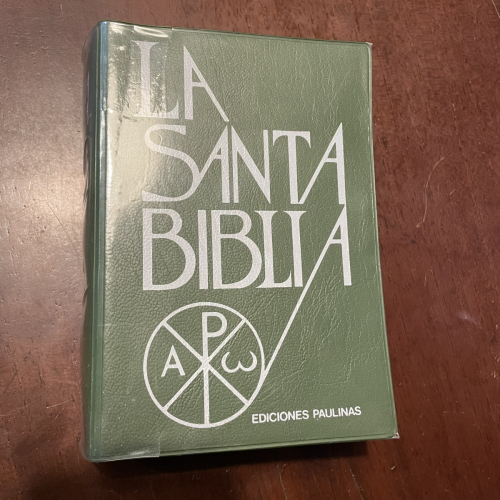 LA
SANTA
BIBLIA
A P ω
EDICIONES PAULINAS